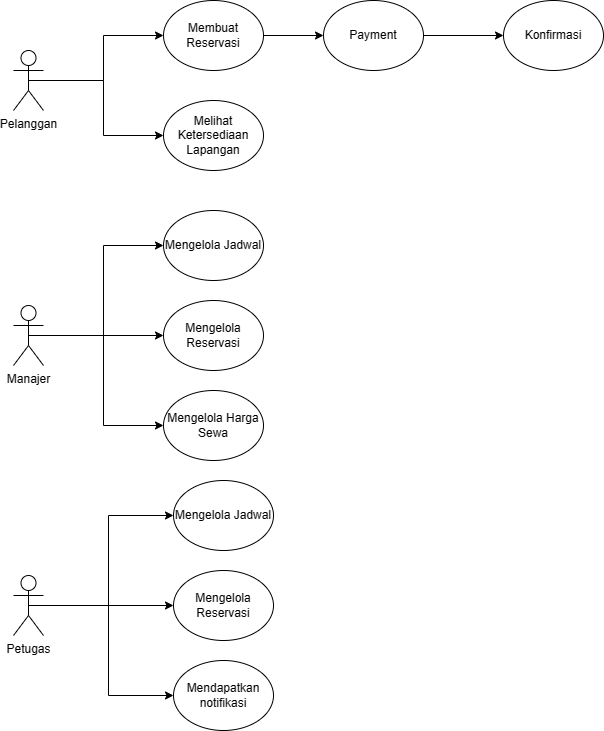 Membuat
Reservasi
Payment
Konfirmasi
Pelanggan
Melihat
Ketersediaan
Lapangan
Mengelola Jadwal
Mengelola
Reservasi
Manajer
Mengelola Harga
Sewa
Mengelola Jadwal
Mengelola
Reservasi
Petugas
Mendapatkan
notifikasi